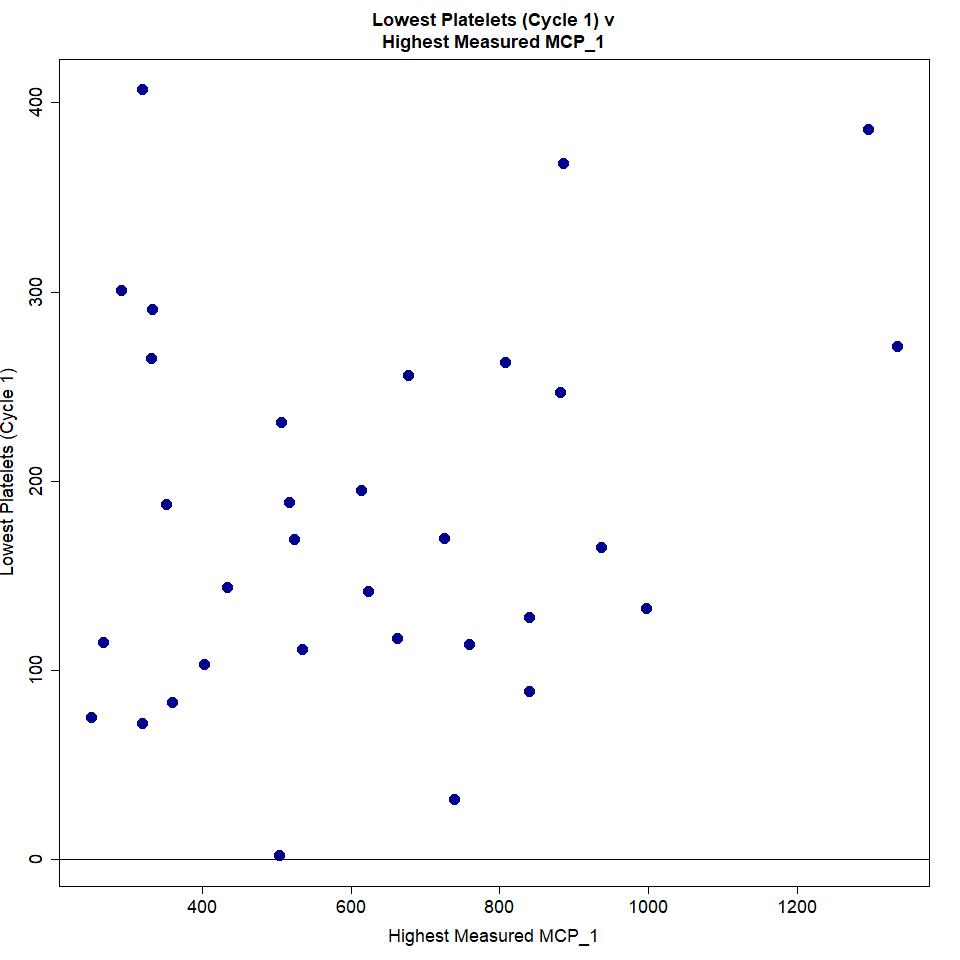 Lowest Platelets (Cycle 1) v
Highest Measured MCP_1
Lowest Platelets (Cycle 1)
400
300
200
100
0
400 600 800 1000 1200
Highest Measured MCP_1